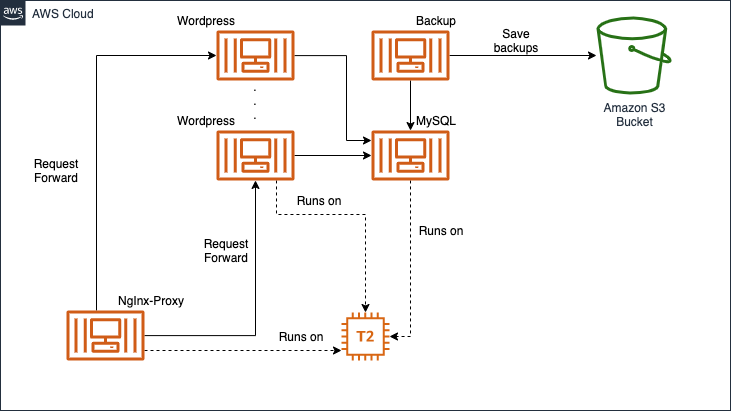 aws
AWS Cloud
Wordpress
Backup
Save
backups
Amazon S3
Bucket
.
.
.
Wordpress
MySQL
Request
Forward
Runs on
Runs on
Request
Forward
NgInx-Proxy
Runs on
T2